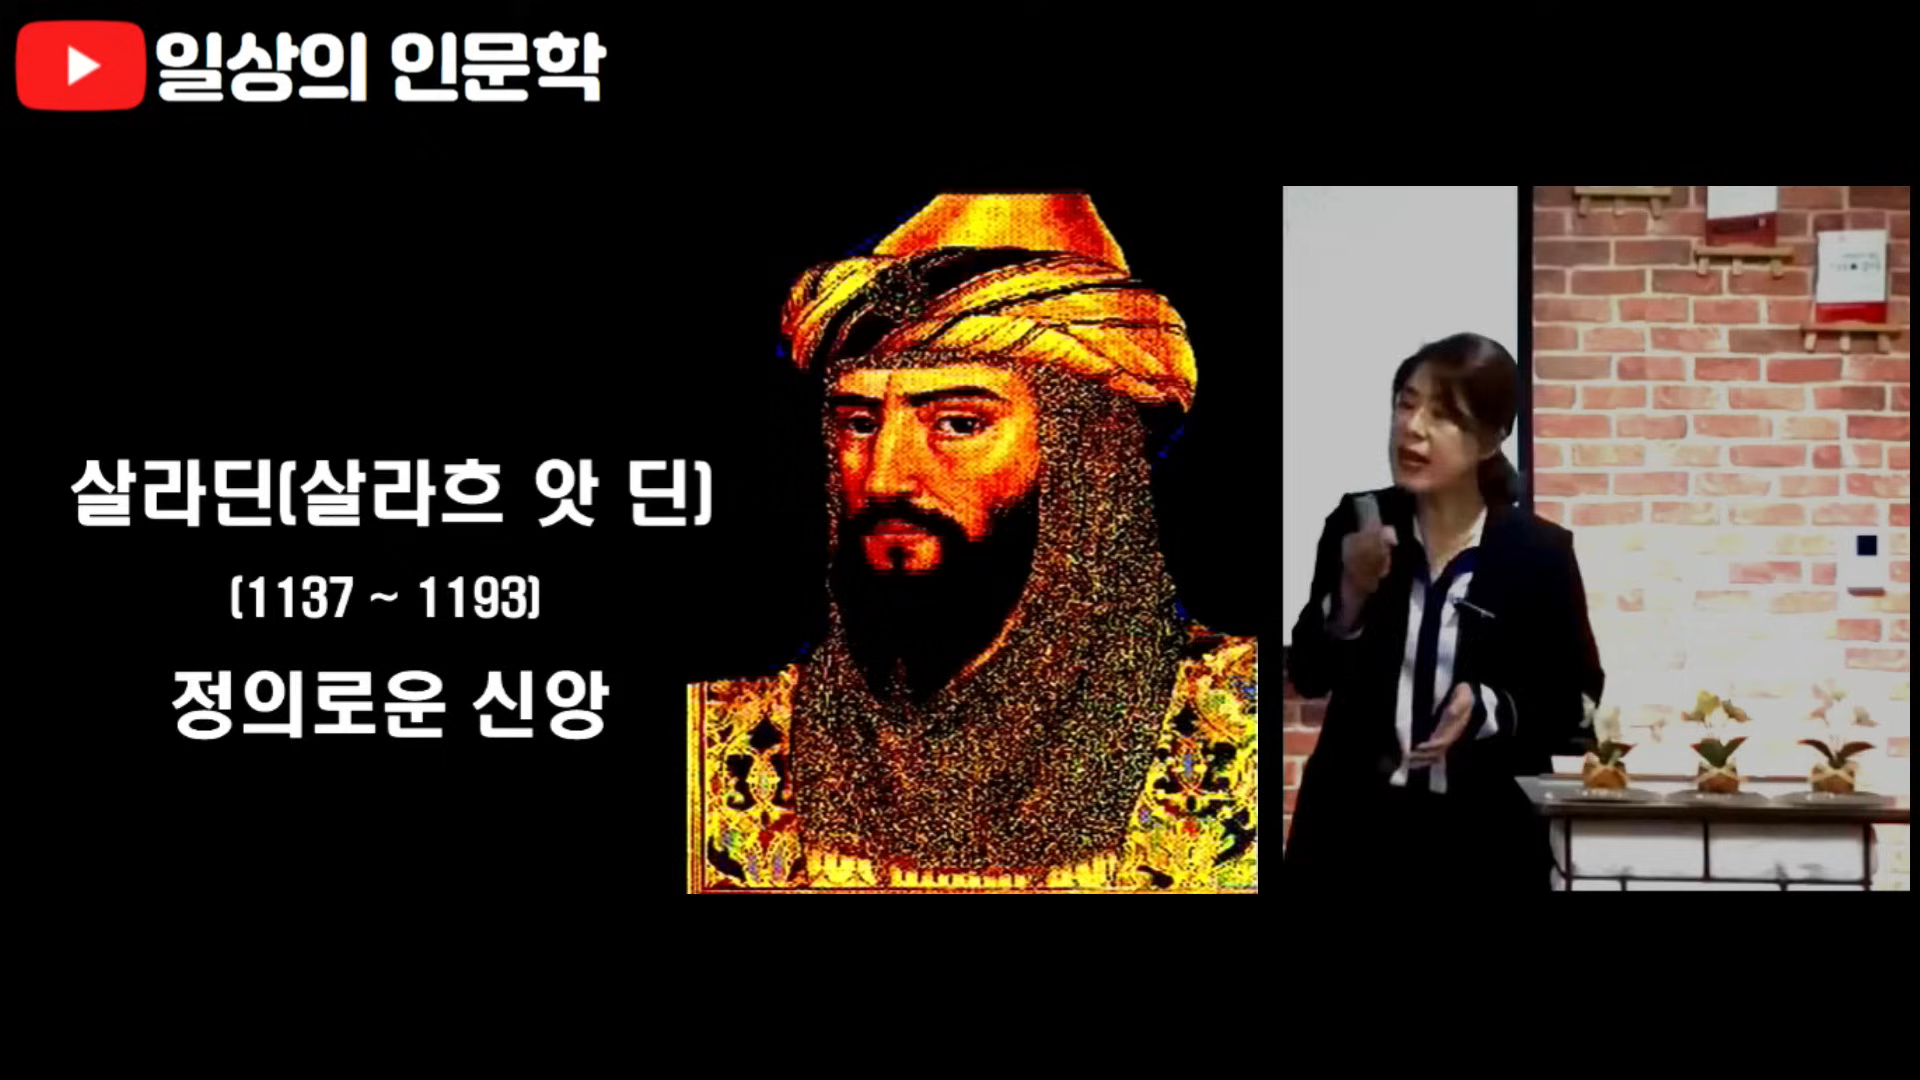 일상의 인문학
살라딘(살라흐 앗 딘)
(1137 ~ 1193)
정의로운 신앙